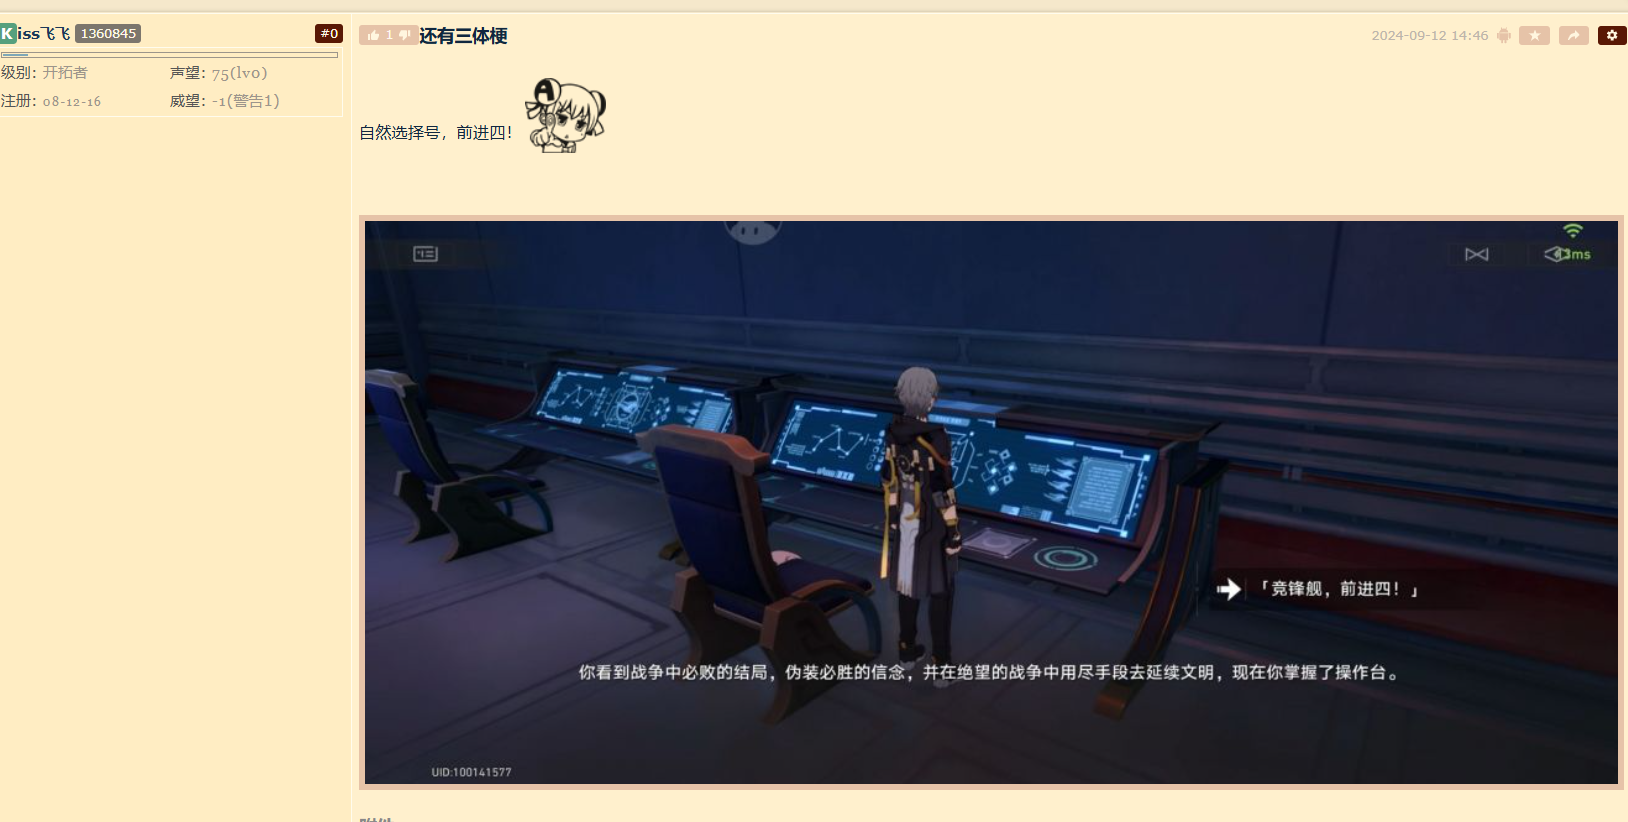 Kiss飞飞 1360845 #0
级别: 开拓者 声望: 75(lv0)
注册: 08-12-16 威望: -1(警告1)
1 还有三体梗 2024-09-12 14:46
自然选择号，前进四！
A
13ms
「竞锋舰，前进四！」
你看到战争中必败的结局，伪装必胜的信念，并在绝望的战争中用尽手段去延续文明，现在你掌握了操作台。
UID:100141577